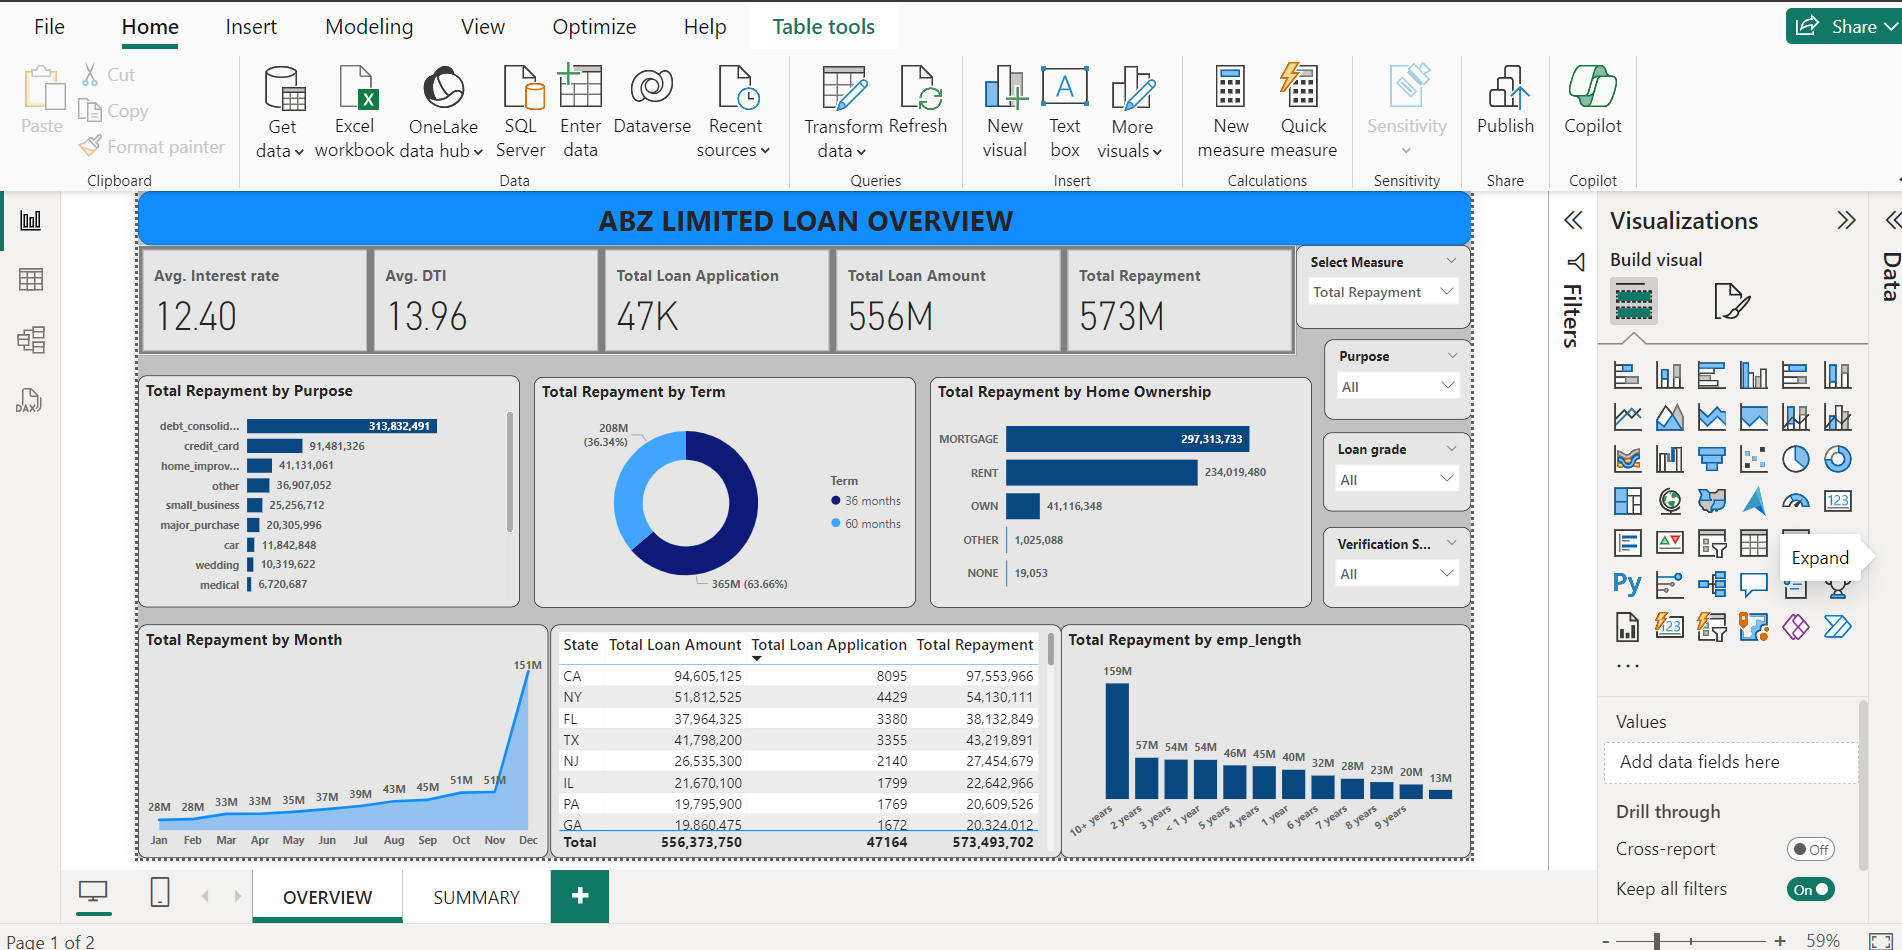 File Home Insert Modeling View Optimize Help Table tools Share
Paste
Cut
Copy
Format painter
Clipboard
Get data
Excel workbook
OneLake data hub
SQL Server
Enter data
Dataverse
Recent sources
Data
Transform data
Refresh
Queries
New visual
Text box
More visuals
Insert
New measure
Quick measure
Calculations
Sensitivity
Sensitivity
Publish
Share
Copilot
Copilot
DAX
ABZ LIMITED LOAN OVERVIEW
Avg. Interest rate
12.40
Avg. DTI
13.96
Total Loan Application
47K
Total Loan Amount
556M
Total Repayment
573M
Select Measure
Total Repayment
Purpose
All
Loan grade
All
Verification S...
All
Total Repayment by Purpose
debt_consolid... 313,832,491
credit_card 91,481,326
home_improv... 41,131,061
other 36,907,052
small_business 25,256,712
major_purchase 20,305,996
car 11,842,848
wedding 10,319,622
medical 6,720,687
Total Repayment by Term
208M
(36.34%)
365M (63.66%)
Term
36 months
60 months
Total Repayment by Home Ownership
MORTGAGE 297,313,733
RENT 234,019,480
OWN 41,116,348
OTHER 1,025,088
NONE 19,053
Total Repayment by Month
28M 28M 33M 33M 35M 37M 39M 43M 45M 51M 51M 151M
Jan Feb Mar Apr May Jun Jul Aug Sep Oct Nov Dec
State Total Loan Amount Total Loan Application Total Repayment
CA 94,605,125 8095 97,553,966
NY 51,812,525 4429 54,130,111
FL 37,964,325 3380 38,132,849
TX 41,798,200 3355 43,219,891
NJ 26,535,300 2140 27,454,679
IL 21,670,100 1799 22,642,966
PA 19,795,900 1769 20,609,526
GA 19,860,475 1672 20,324,012
Total 556,373,750 47164 573,493,702
Total Repayment by emp_length
159M 57M 54M 54M 46M 45M 40M 32M 28M 23M 20M 13M
10+ years 2 years 3 years < 1 year 5 years 4 years 1 year 6 years 7 years 8 years 9 years
Filters
Visualizations
Build visual
123
Py
123
Expand
...
Values
Add data fields here
Drill through
Cross-report Off
Keep all filters On
Data
OVERVIEW SUMMARY +
Page 1 of 2
- + 59%